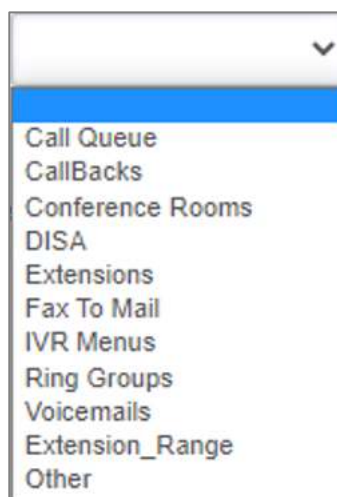 Call Queue
CallBacks
Conference Rooms
DISA
Extensions
Fax To Mail
IVR Menus
Ring Groups
Voicemails
Extension_Range
Other